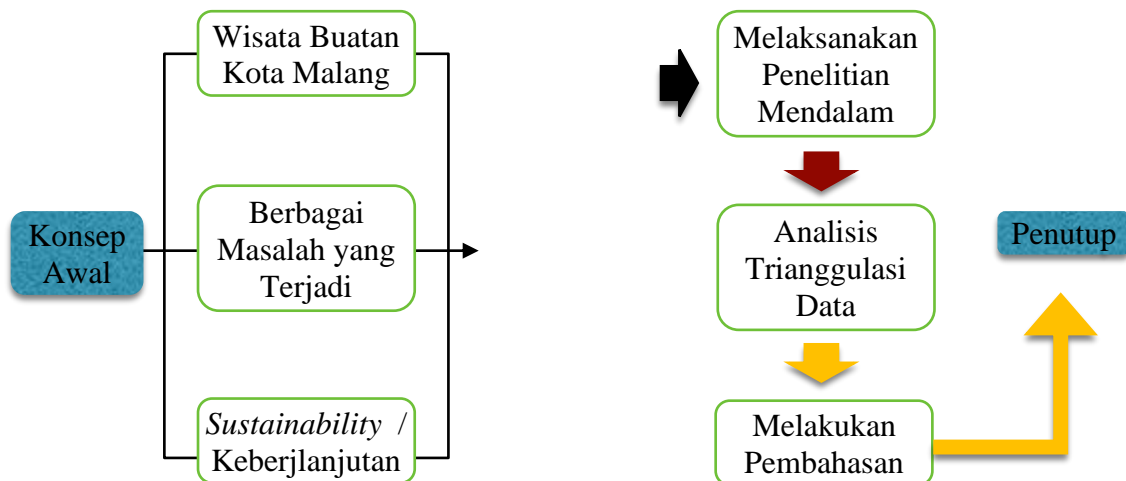 Konsep
Awal
Wisata Buatan
Kota Malang
Berbagai
Masalah yang
Terjadi
Sustainability /
Keberjlanjutan
Melaksanakan
Penelitian
Mendalam
Analisis
Trianggulasi
Data
Melakukan
Pembahasan
Penutup